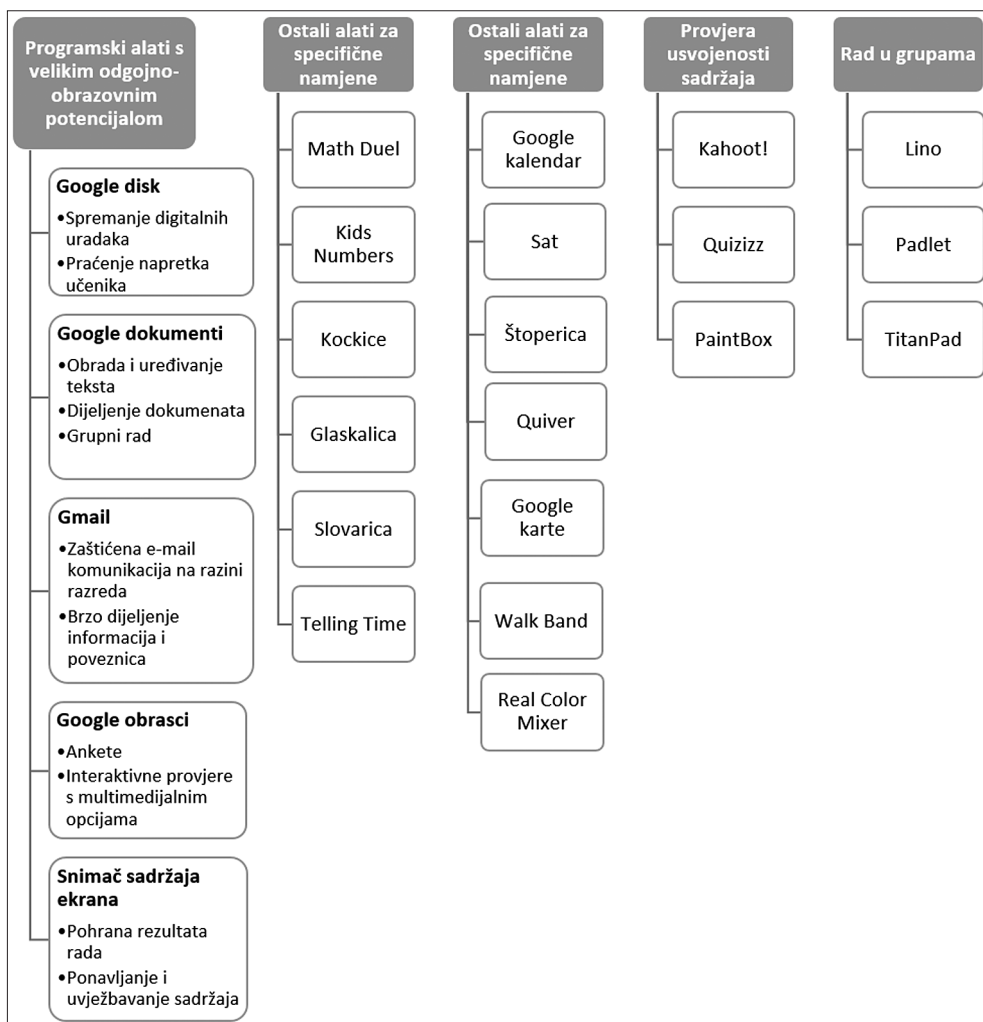 Programski alati s
velikim odgojno-
obrazovnim
potencijalom
Google disk
•Spremanje digitalnih
uradaka
•Praćenje napretka
učenika
Google dokumenti
•Obrada i uređivanje
teksta
•Dijeljenje dokumenata
•Grupni rad
Gmail
•Zaštićena e-mail
komunikacija na razini
razreda
•Brzo dijeljenje
informacija i
poveznica
Google obrasci
•Ankete
•Interaktivne provjere
s multimedijalnim
opcijama
Snimač sadržaja
ekrana
•Pohrana rezultata
rada
•Ponavljanje i
uvježbavanje sadržaja
Ostali alati za
specifične
namjene
Math Duel
Kids
Numbers
Kockice
Glaskalica
Slovarica
Telling Time
Ostali alati za
specifične
namjene
Google
kalendar
Sat
Štoperica
Quiver
Google
karte
Walk Band
Real Color
Mixer
Provjera
usvojenosti
sadržaja
Kahoot!
Quizizz
PaintBox
Rad u grupama
Lino
Padlet
TitanPad